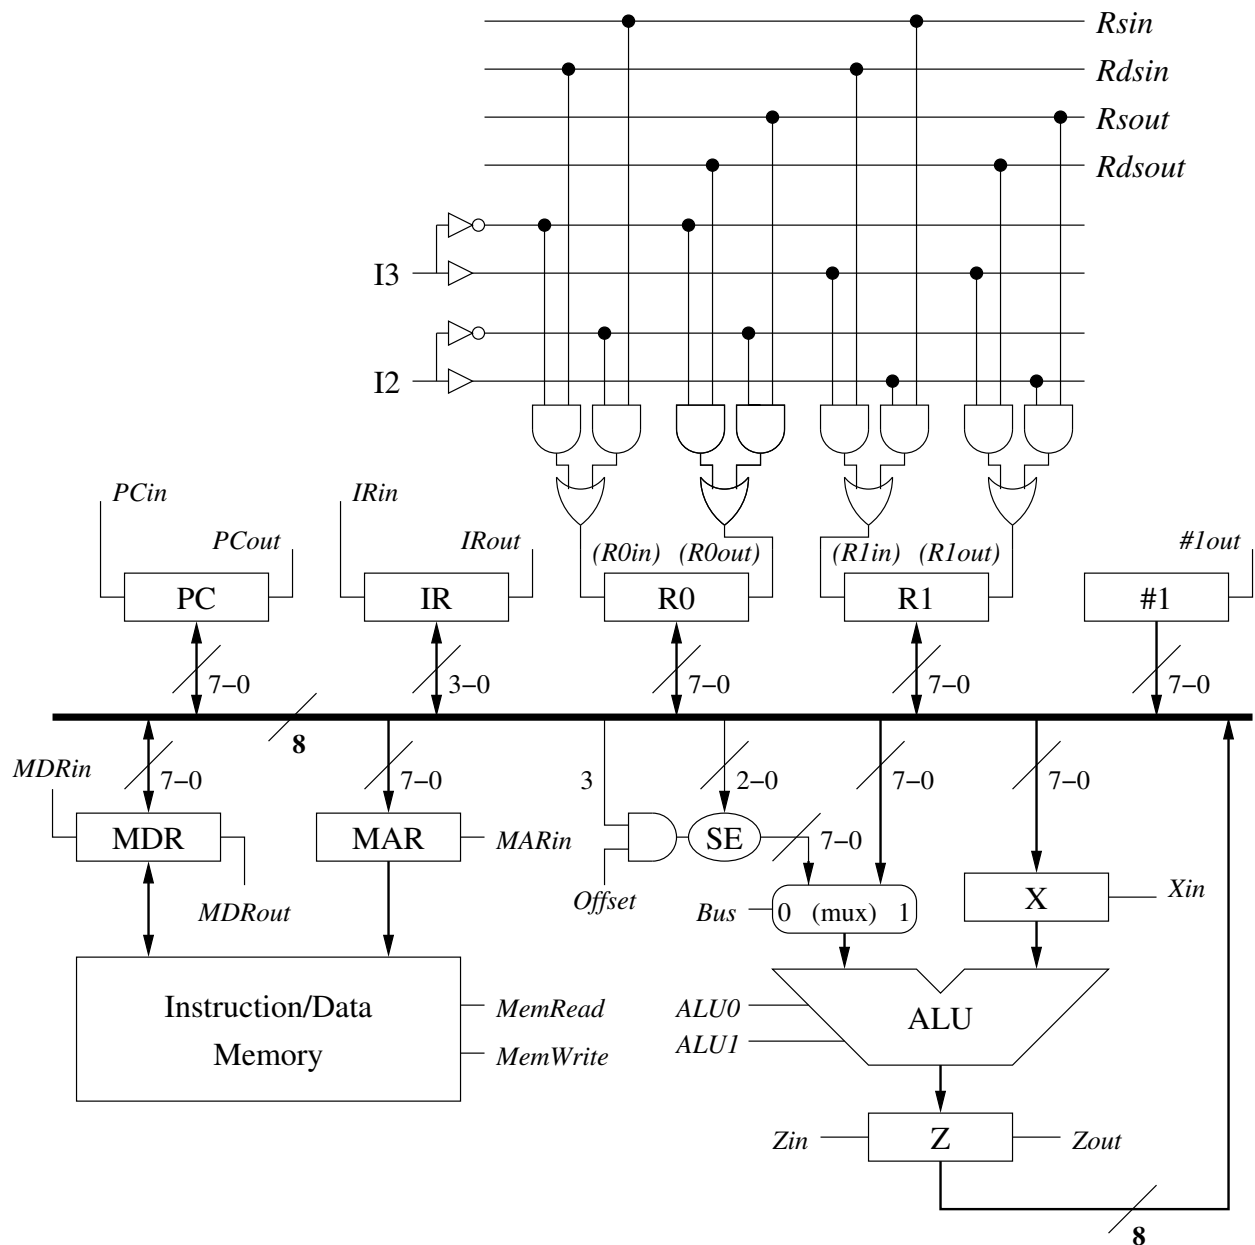 Rsin
Rdsin
Rsout
Rdsout
I3
I2
PCin
IRin
PCout
IRout
(R0in) (R0out)
(R1in) (R1out)
#1out
PC
IR
R0
R1
#1
7–0
3–0
7–0
7–0
7–0
8
MDRin
7–0
7–0
3
2–0
7–0
7–0
MDR
MAR
MARin
SE
7–0
MDRout
Offset
Bus
0 (mux) 1
X
Xin
Instruction/Data
Memory
MemRead
MemWrite
ALU0
ALU1
ALU
Zin
Z
Zout
8